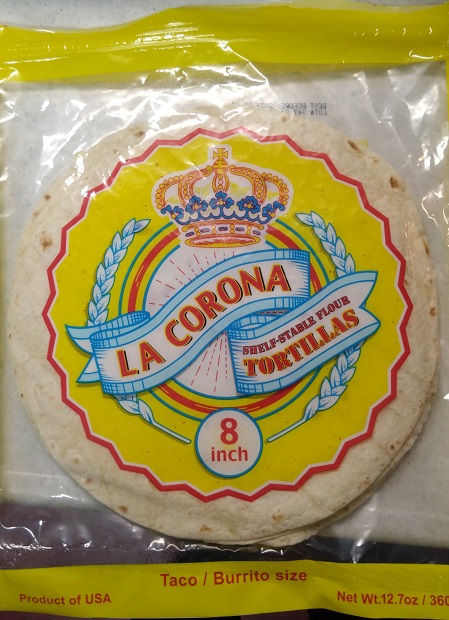 LA CORONA
SHELF-STABLE FLOUR
TORTILLAS
8
inch
Taco / Burrito size
Product of USA
Net Wt.12.7oz / 360